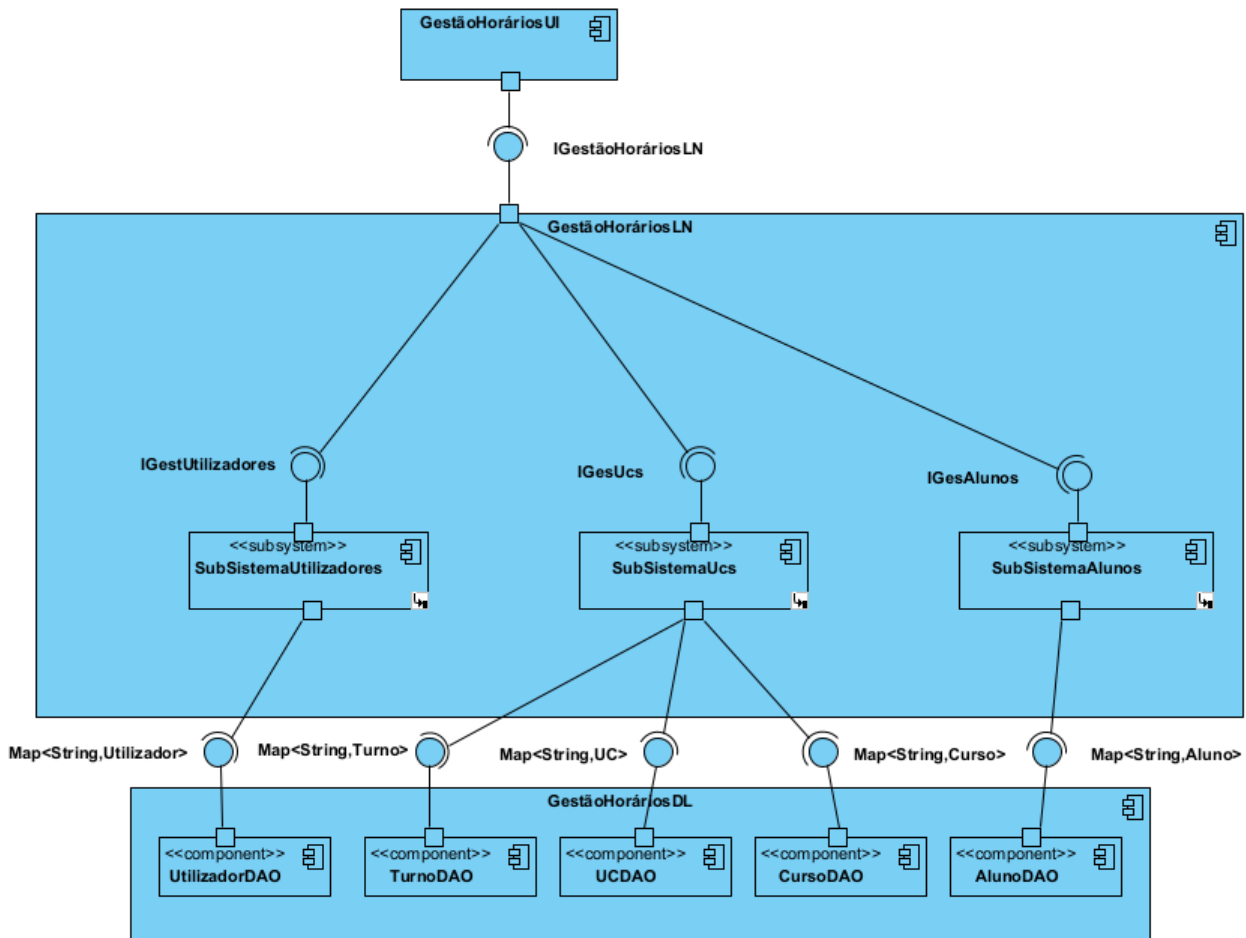 GestãoHoráriosUI
IGestãoHoráriosLN
GestãoHoráriosLN
IGestUtilizadores
IGesUcs
IGesAlunos
<<subsystem>>
SubSistemaUtilizadores
<<subsystem>>
SubSistemaUcs
<<subsystem>>
SubSistemaAlunos
Map<String,Utilizador>
Map<String,Turno>
Map<String,UC>
Map<String,Curso>
Map<String,Aluno>
GestãoHoráriosDL
<<component>>
UtilizadorDAO
<<component>>
TurnoDAO
<<component>>
UCDAO
<<component>>
CursoDAO
<<component>>
AlunoDAO